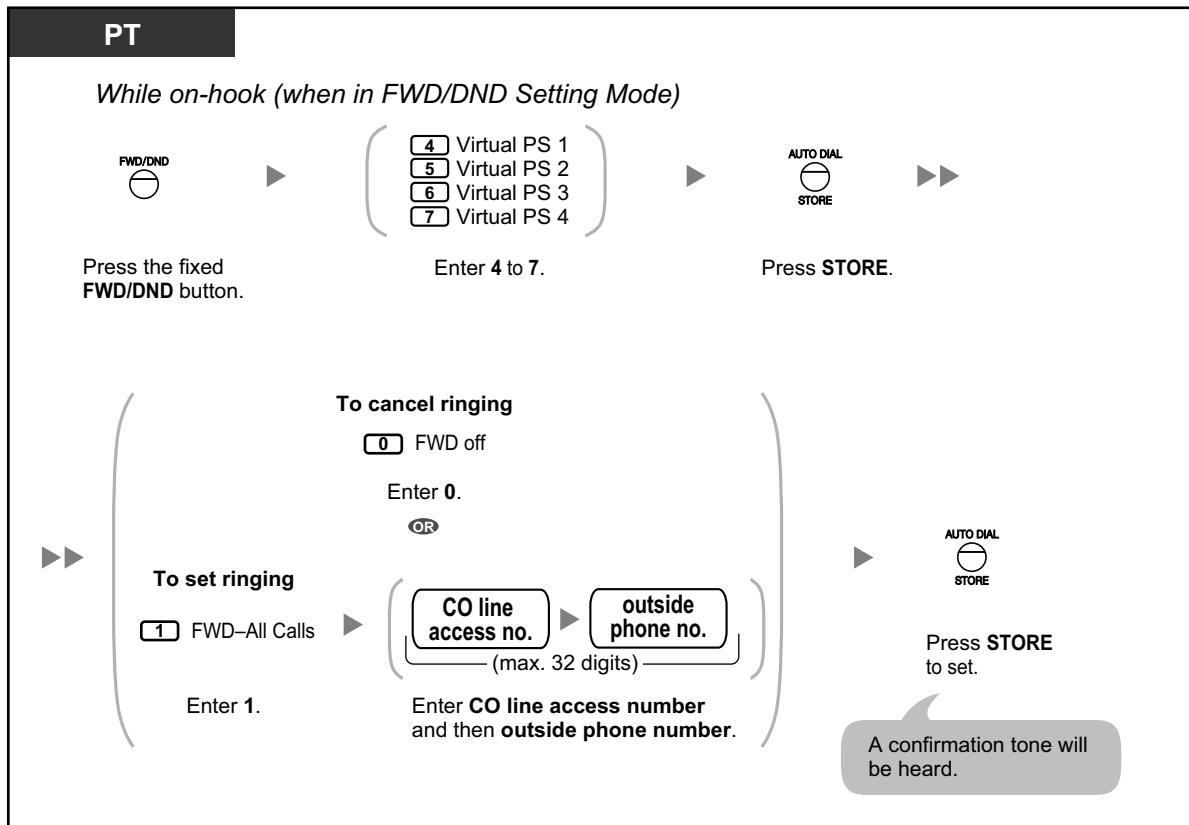 PT
While on-hook (when in FWD/DND Setting Mode)
FWD/DND
Press the fixed
FWD/DND button.
4 Virtual PS 1
5 Virtual PS 2
6 Virtual PS 3
7 Virtual PS 4
Enter 4 to 7.
AUTO DIAL
STORE
Press STORE.
To cancel ringing
0 FWD off
Enter 0.
OR
To set ringing
1 FWD–All Calls
Enter 1.
CO line
access no.
outside
phone no.
(max. 32 digits)
Enter CO line access number
and then outside phone number.
AUTO DIAL
STORE
Press STORE
to set.
A confirmation tone will
be heard.